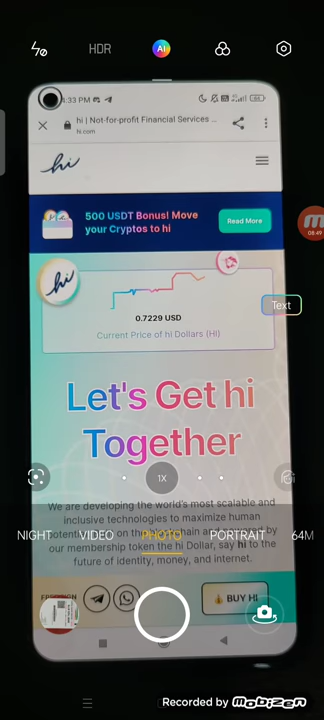 HDR
AI
4:33 PM
hi | Not-for-profit Financial Services ...
hi.com
hi
500 USDT Bonus! Move
your Cryptos to hi
Read More
hi
08:49
Text
0.7229 USD
Current Price of hi Dollars (HI)
Let's Get hi
Together
1X
We are developing the world's most scalable and
inclusive technologies to maximize human
NIGHT VIDEO PHOTO PORTRAIT 64M
our membership token the hi Dollar, say hi to the
future of identity, money, and internet.
BUY HI
Recorded by Mobizen